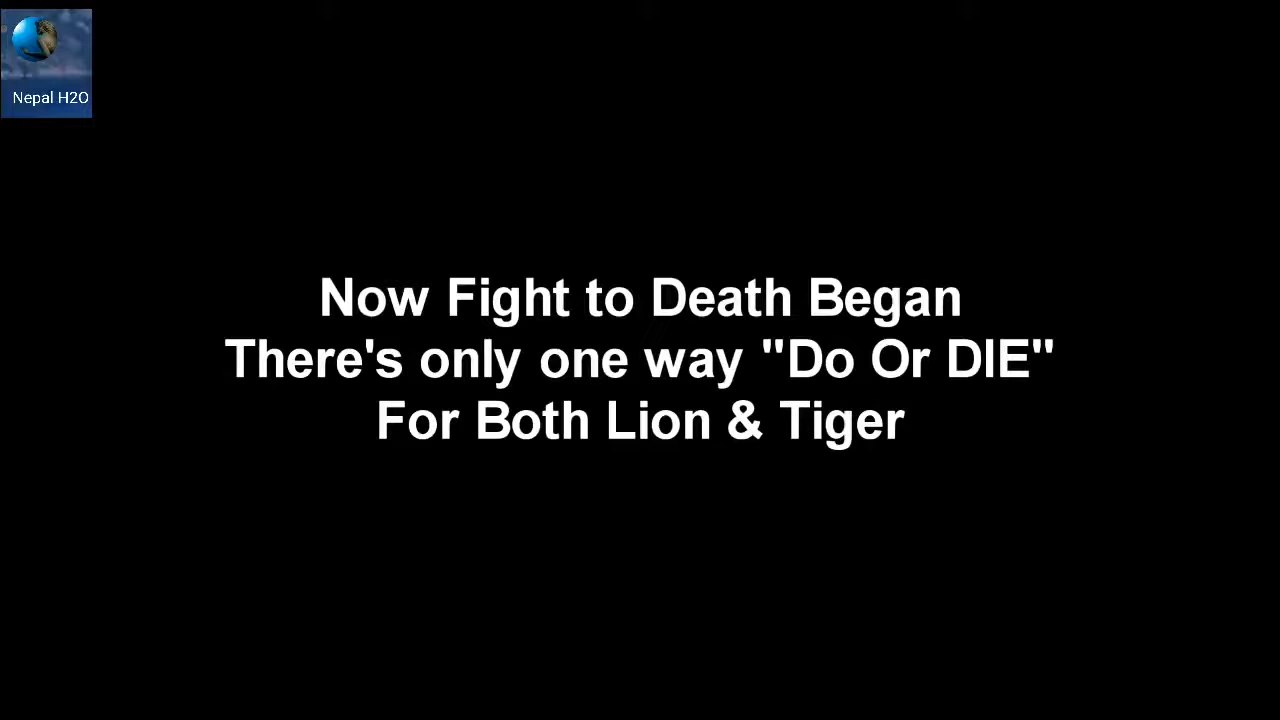 Nepal H2O
Now Fight to Death Began
There's only one way "Do Or DIE"
For Both Lion & Tiger